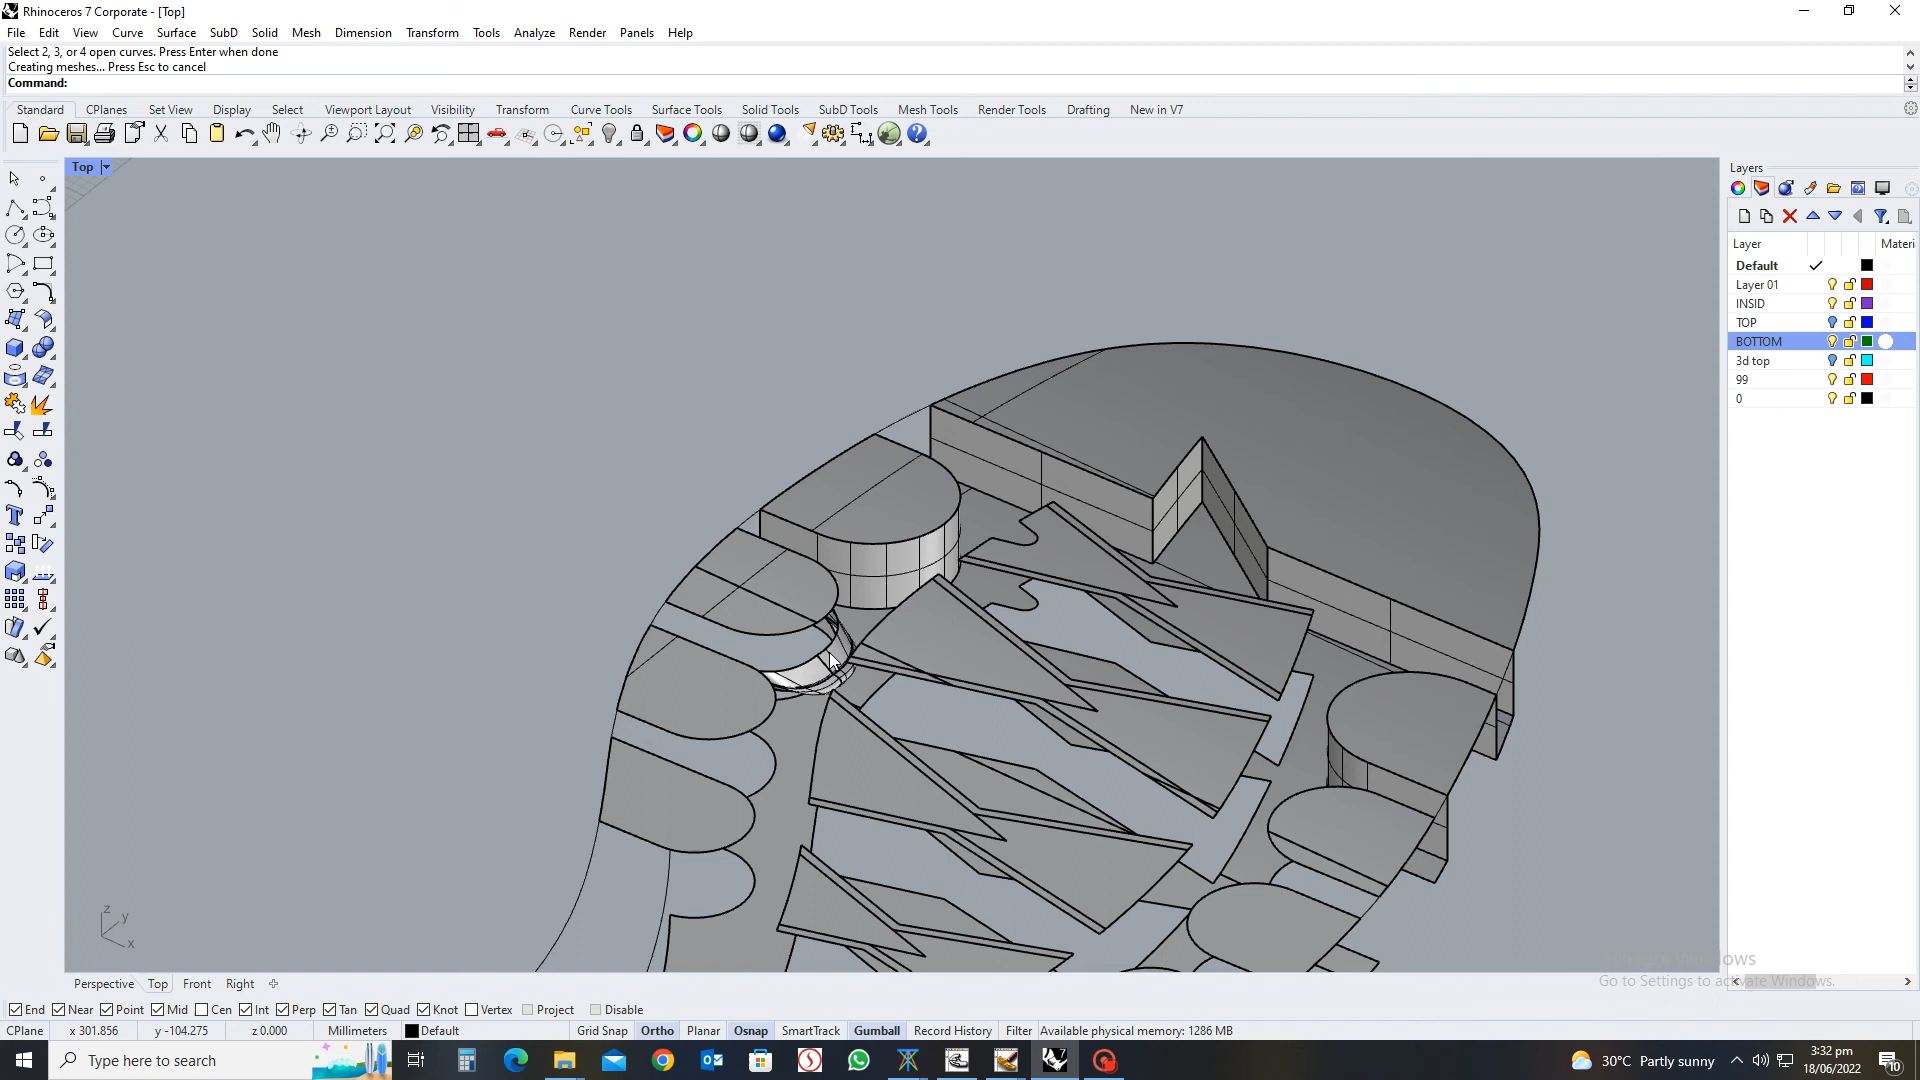 Rhinoceros 7 Corporate - [Top]
File Edit View Curve Surface SubD Solid Mesh Dimension Transform Tools Analyze Render Panels Help
Select 2, 3, or 4 open curves. Press Enter when done
Creating meshes... Press Esc to cancel
Command:
Standard CPlanes Set View Display Select Viewport Layout Visibility Transform Curve Tools Surface Tools Solid Tools SubD Tools Mesh Tools Render Tools Drafting New in V7
Top
Layers
Layer Materi
Default
Layer 01
INSID
TOP
BOTTOM
3d top
99
0
z
y
x
Go to Settings to activate Windows.
Perspective Top Front Right
End Near Point Mid Cen Int Perp Tan Quad Knot Vertex Project Disable
CPlane x 301.856 y -104.275 z 0.000 Millimeters Default Grid Snap Ortho Planar Osnap SmartTrack Gumball Record History Filter Available physical memory: 1286 MB
Type here to search
30°C Partly sunny
3:32 pm
18/06/2022
10